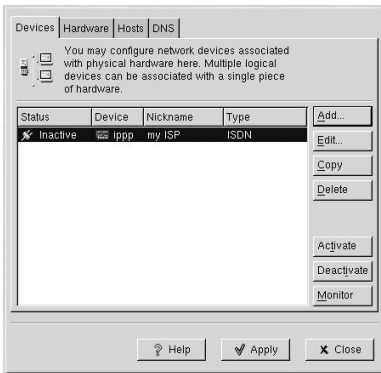 Devices Hardware Hosts DNS
You may configure network devices associated
with physical hardware here. Multiple logical
devices can be associated with a single piece
of hardware.
Status Device Nickname Type
Inactive ippp my ISP ISDN
Add...
Edit...
Copy
Delete
Activate
Deactivate
Monitor
Help Apply Close